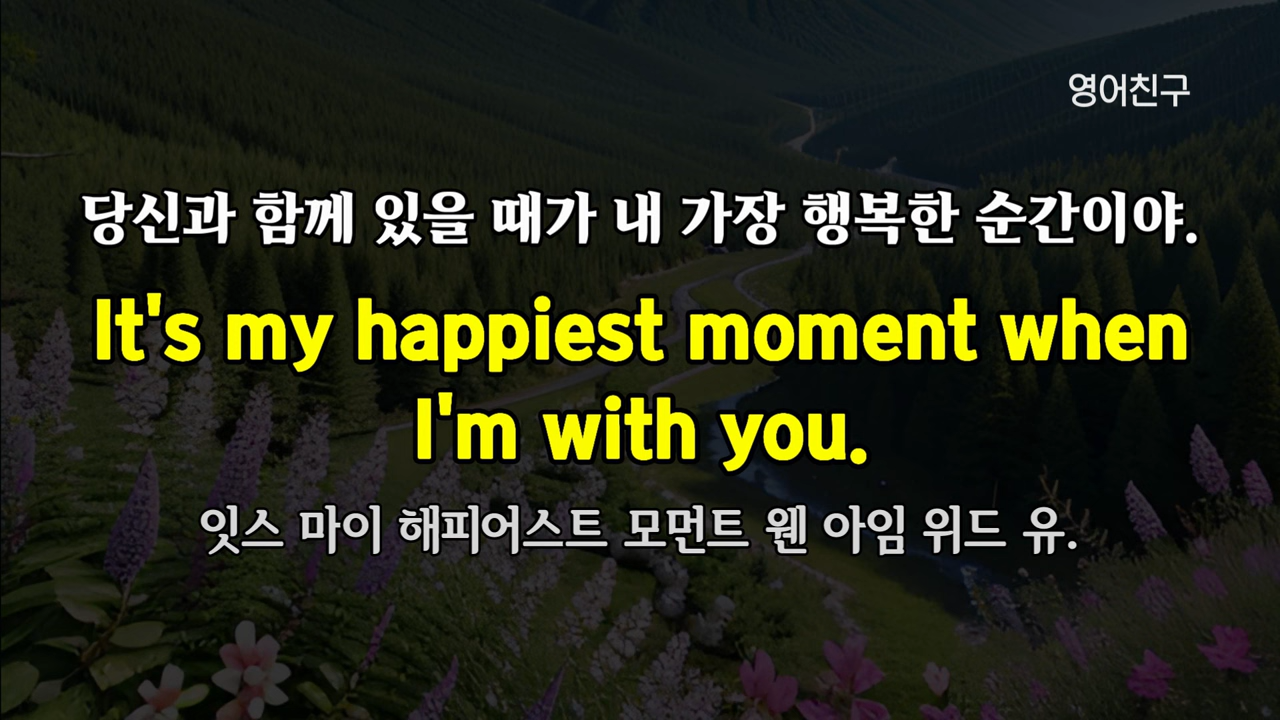 영어친구
당신과 함께 있을 때가 내 가장 행복한 순간이야.
It's my happiest moment when
I'm with you.
잇스 마이 해피어스트 모먼트 웬 아임 위드 유.